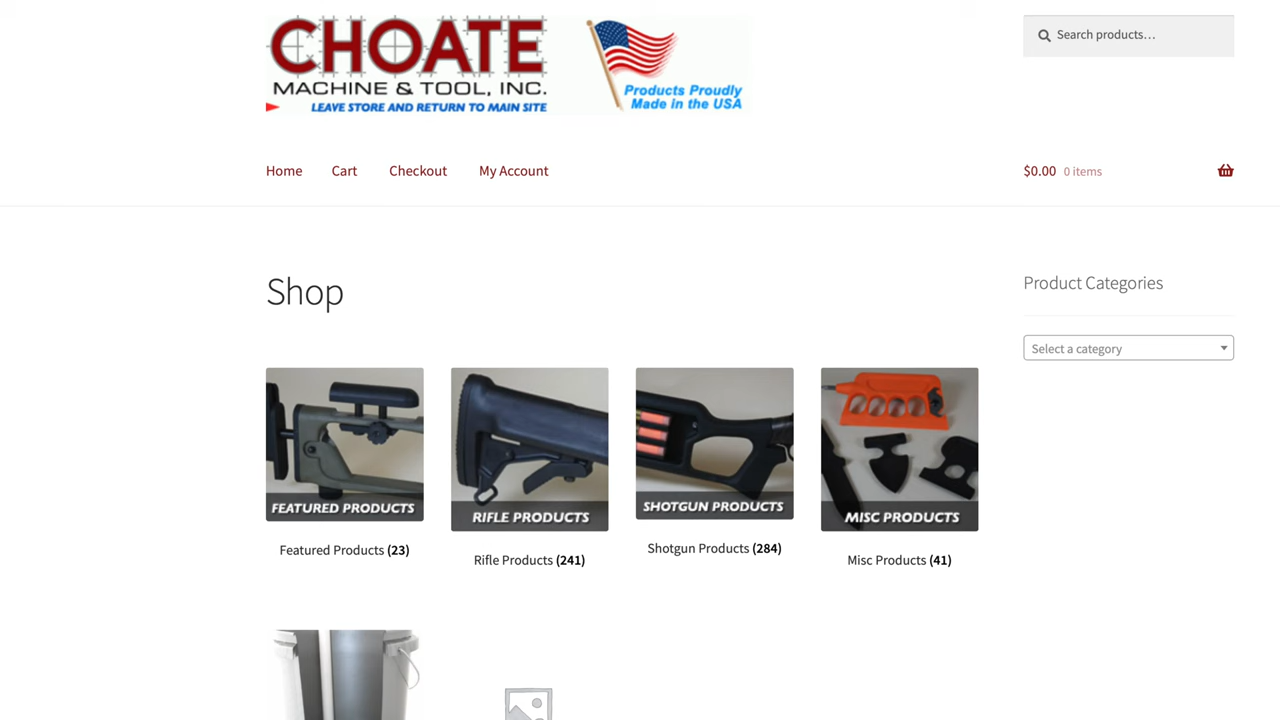 CHOATE
MACHINE & TOOL, INC.
LEAVE STORE AND RETURN TO MAIN SITE
Products Proudly
Made in the USA
Search products…
Home Cart Checkout My Account
$0.00 0 items
Shop
Product Categories
Select a category
FEATURED PRODUCTS
RIFLE PRODUCTS
SHOTGUN PRODUCTS
MISC PRODUCTS
Featured Products (23)
Rifle Products (241)
Shotgun Products (284)
Misc Products (41)